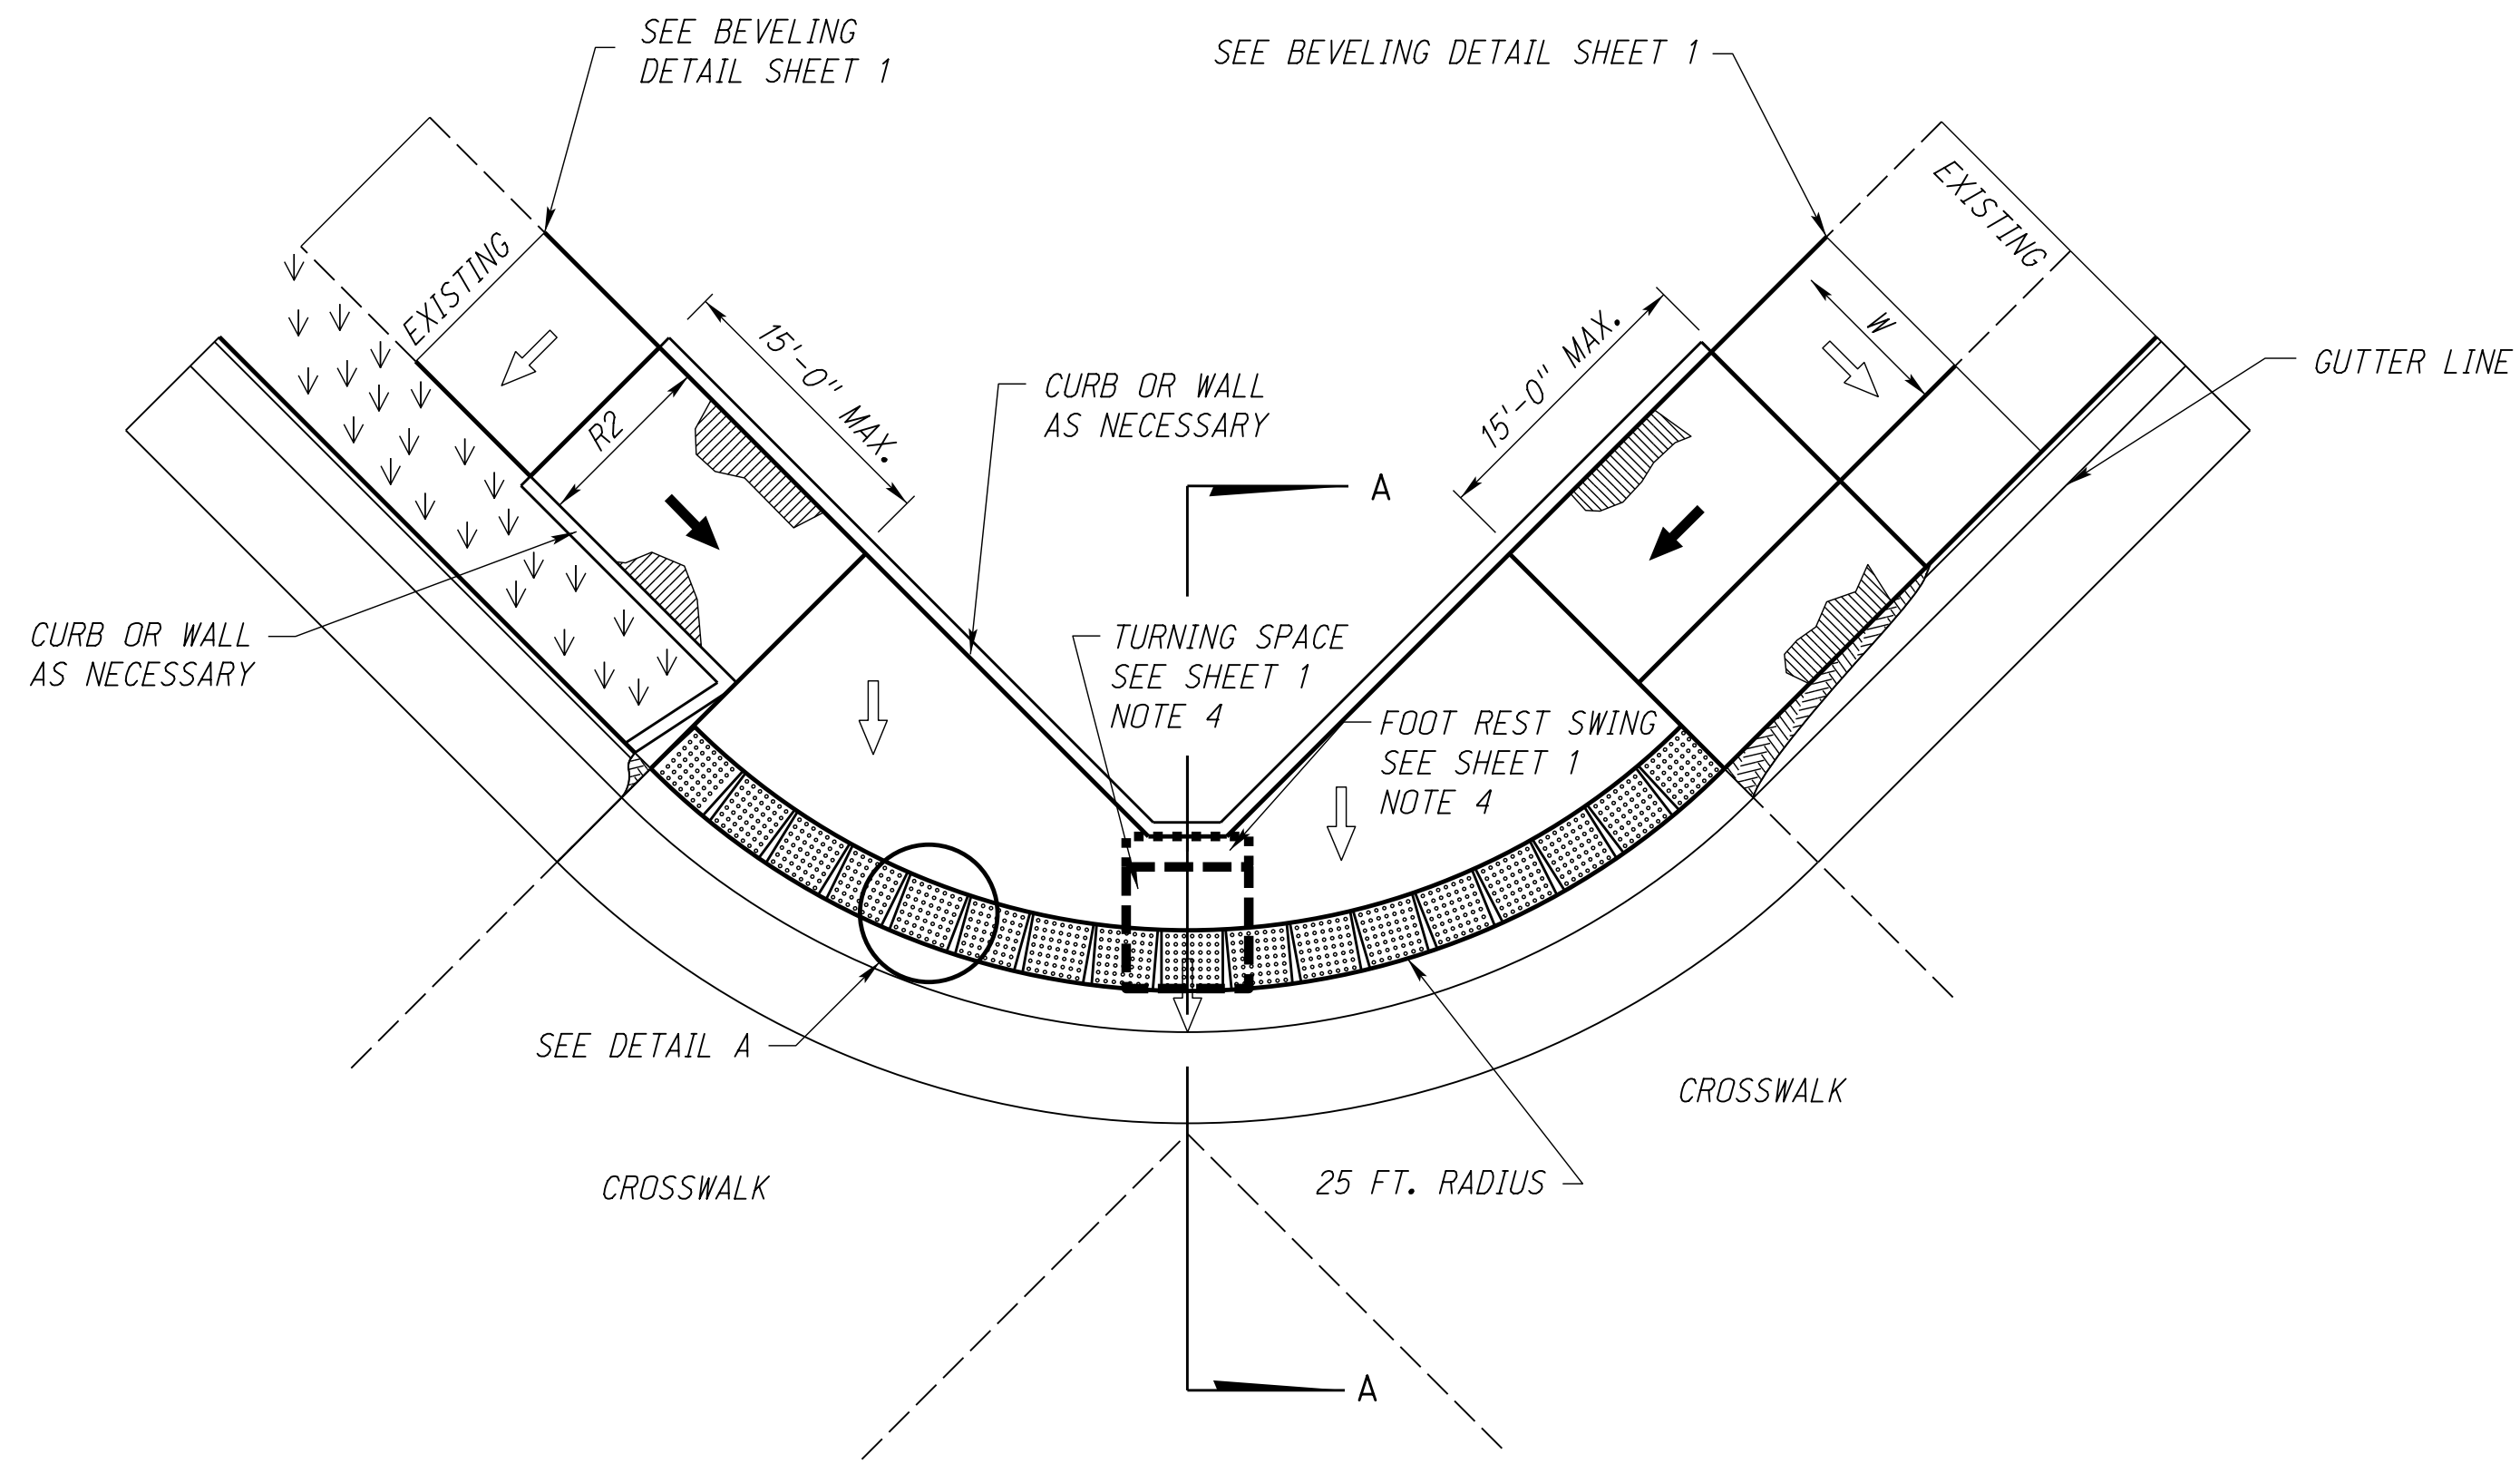 SEE BEVELING
DETAIL SHEET 1
SEE BEVELING DETAIL SHEET 1
EXISTING
EXISTING
15'-0" MAX.
15'-0" MAX.
W
GUTTER LINE
R2
CURB OR WALL
AS NECESSARY
A
CURB OR WALL
AS NECESSARY
TURNING SPACE
SEE SHEET 1
NOTE 4
FOOT REST SWING
SEE SHEET 1
NOTE 4
SEE DETAIL A
CROSSWALK
CROSSWALK
25 FT. RADIUS
A